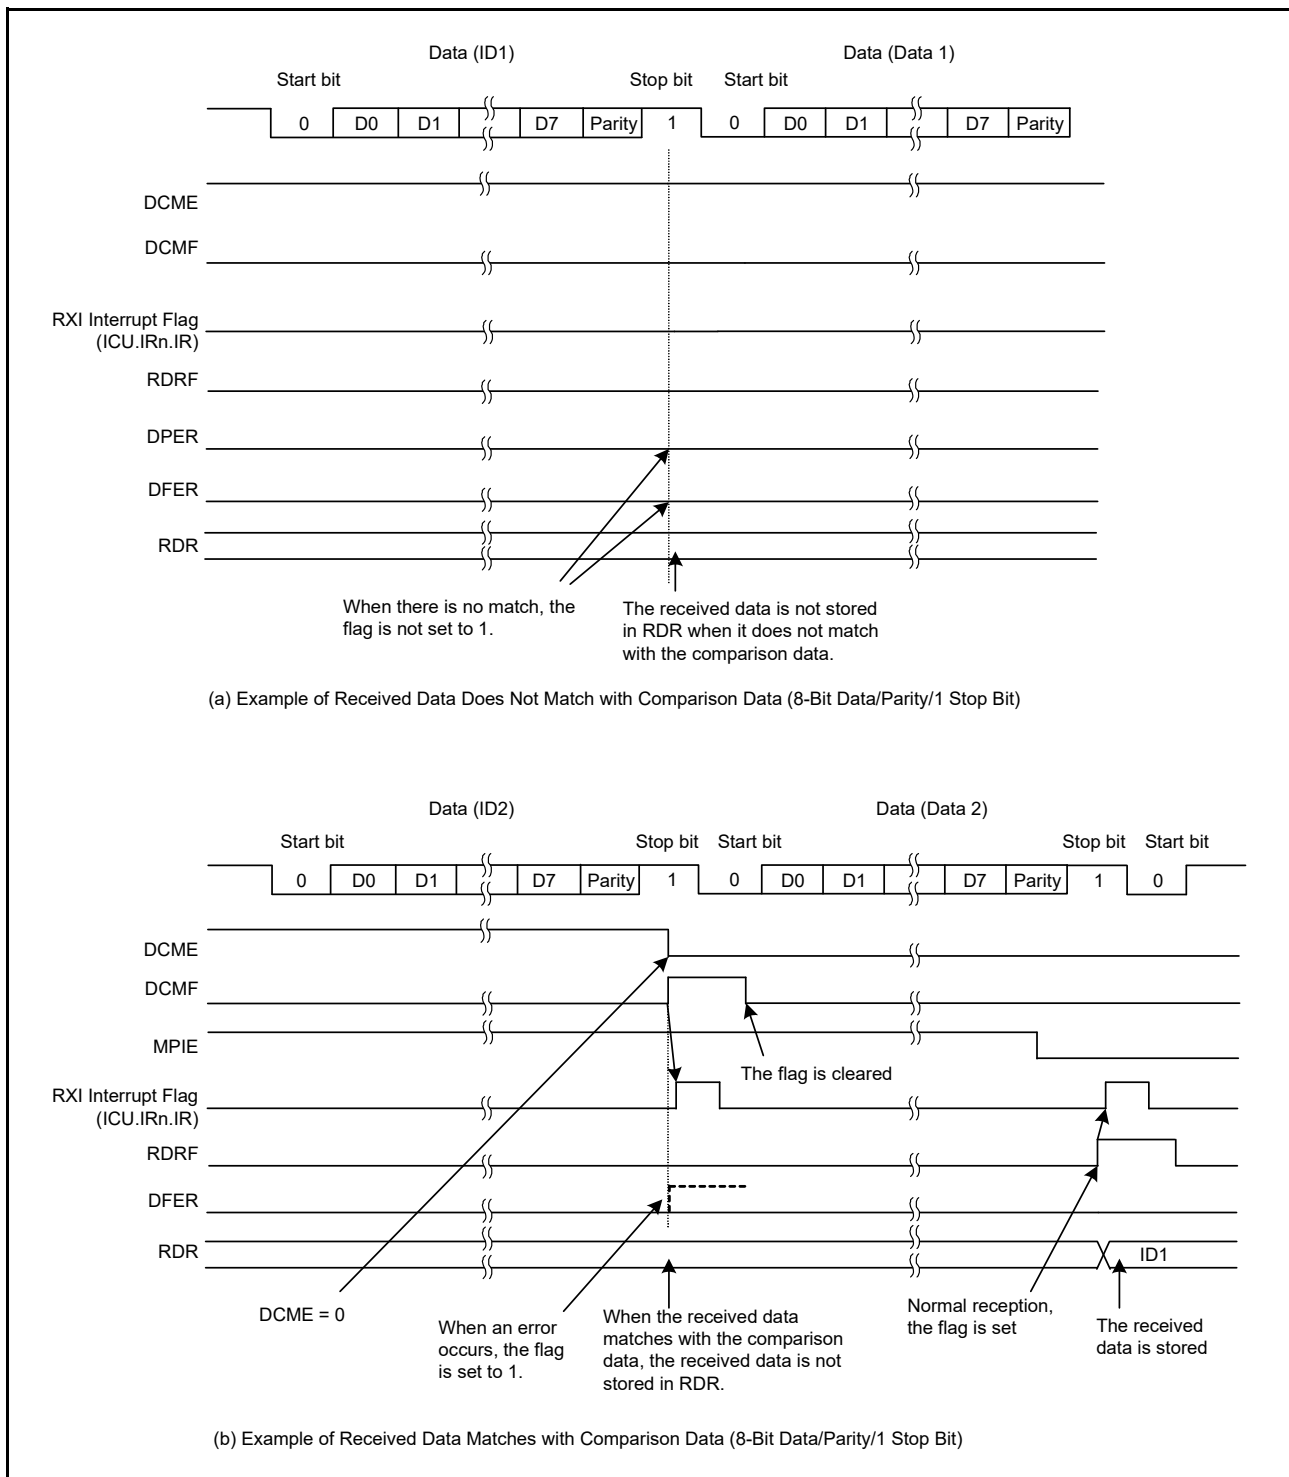 Data (ID1) Data (Data 1)
Start bit Stop bit Start bit
0 D0 D1 D7 Parity 1 0 D0 D1 D7 Parity
DCME
DCMF
RXI Interrupt Flag
(ICU.IRn.IR)
RDRF
DPER
DFER
RDR
When there is no match, the
flag is not set to 1.
The received data is not stored
in RDR when it does not match
with the comparison data.
(a) Example of Received Data Does Not Match with Comparison Data (8-Bit Data/Parity/1 Stop Bit)
Data (ID2) Data (Data 2)
Start bit Stop bit Start bit Stop bit Start bit
0 D0 D1 D7 Parity 1 0 D0 D1 D7 Parity 1 0
DCME
DCMF
MPIE
The flag is cleared
RXI Interrupt Flag
(ICU.IRn.IR)
RDRF
DFER
RDR
ID1
DCME = 0
When an error
occurs, the flag
is set to 1.
When the received data
matches with the comparison
data, the received data is not
stored in RDR.
Normal reception,
the flag is set
The received
data is stored
(b) Example of Received Data Matches with Comparison Data (8-Bit Data/Parity/1 Stop Bit)